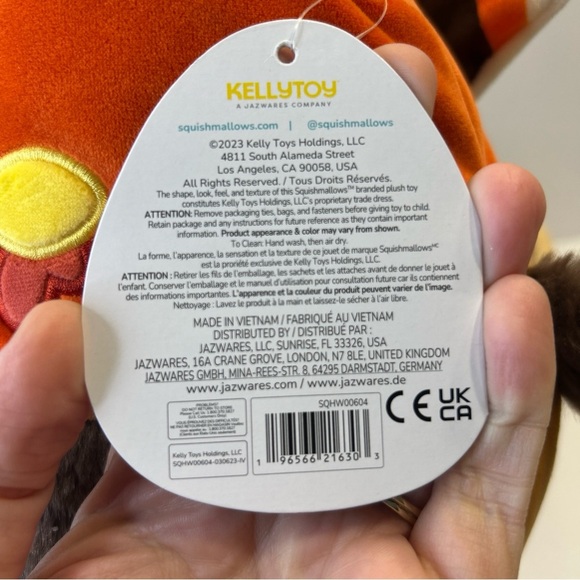 KELLYTOY
A JAZWARES COMPANY
squishmallows.com | @squishmallows
©2023 Kelly Toys Holdings, LLC
4811 South Alameda Street
Los Angeles, CA 90058, USA
All Rights Reserved. / Tous Droits Réservés.
The shape, look, feel, and texture of this Squishmallows™ branded plush toy
constitutes Kelly Toys Holdings, LLC's proprietary trade dress.
ATTENTION: Remove packaging ties, bags, and fasteners before giving toy to child.
Retain package and any instructions for future reference as they contain important
information. Product appearance & color may vary from shown.
To Clean: Hand wash, then air dry.
La forme, l'apparence, la sensation et la texture de ce jouet de marque Squishmallowsᴹᶜ
est la propriété exclusive de Kelly Toys Holdings, LLC.
ATTENTION : Retirer les fils de l'emballage, les sachets et les attaches avant de donner le jouet à
l'enfant. Conserver l'emballage et le manuel d'utilisation pour consultation future car ils contiennent
des informations importantes. L'apparence et la couleur du produit peuvent varier de l'image.
Nettoyage : Lavez le produit à la main et laissez-le sécher à l'air libre.
MADE IN VIETNAM / FABRIQUÉ AU VIETNAM
DISTRIBUTED BY / DISTRIBUÉ PAR :
JAZWARES, LLC, SUNRISE, FL 33326, USA
JAZWARES, 16A CRANE GROVE, LONDON, N7 8LE, UNITED KINGDOM
JAZWARES GMBH, MINA-REES-STR. 8, 64295 DARMSTADT, GERMANY
www.jazwares.com / www.jazwares.de
PROBLEMS?
DO NOT RETURN TO STORE
Kelly Toys Holdings, LLC
SQHW00604-030623-IV
SQHW00604
1 96566 21630 3
CE UK
CA